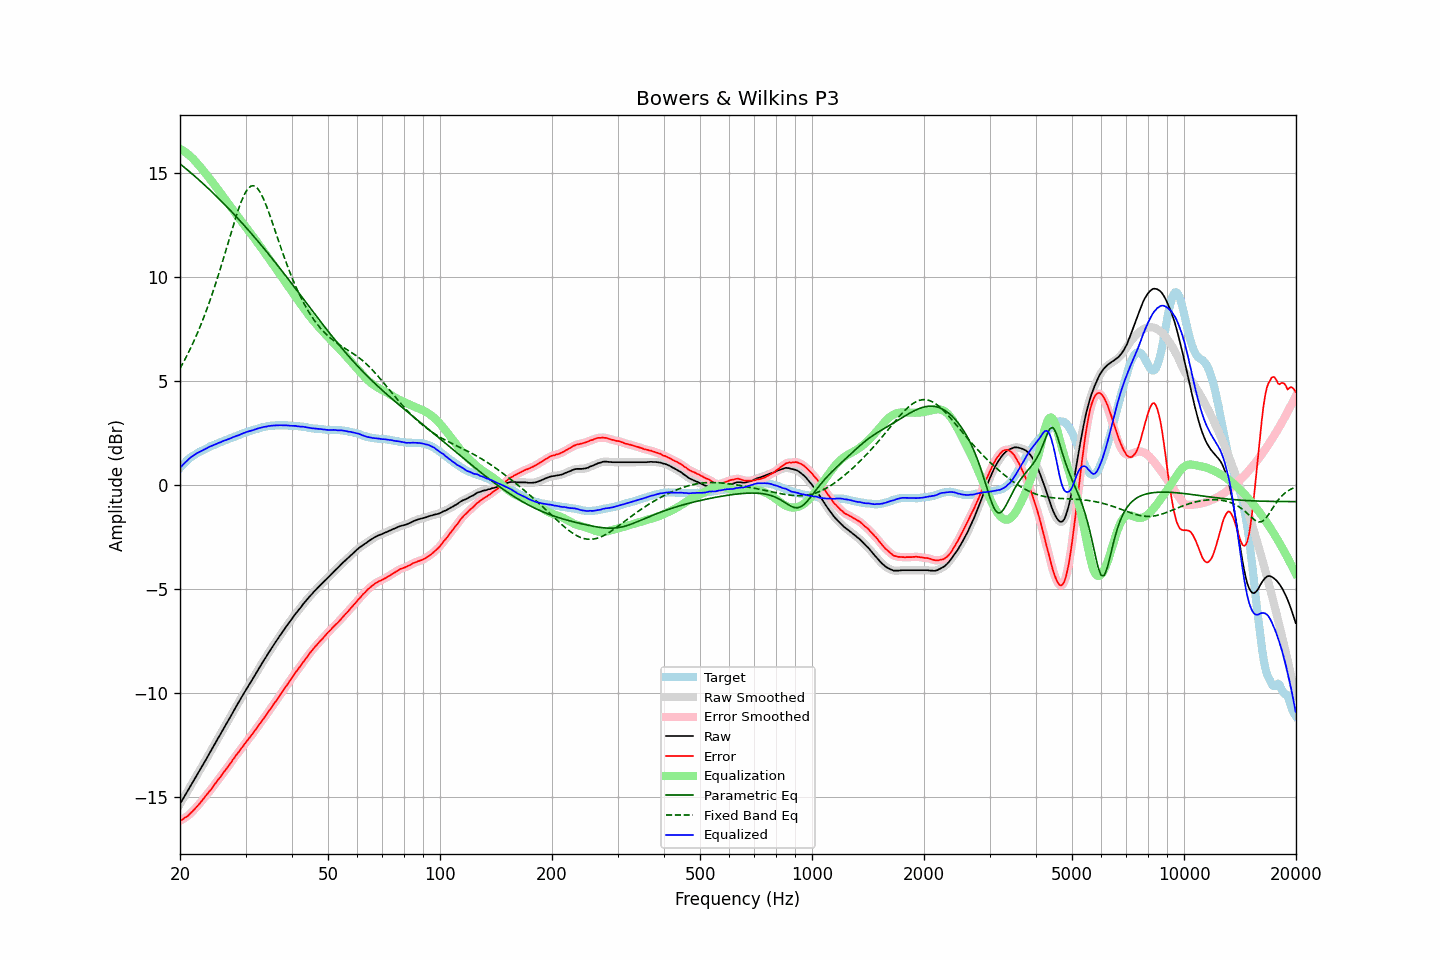 Bowers & Wilkins P3
Amplitude (dBr)
15
10
5
0
−5
−10
−15
Target
Raw Smoothed
Error Smoothed
Raw
Error
Equalization
Parametric Eq
Fixed Band Eq
Equalized
20 50 100 200 500 1000 2000 5000 10000 20000
Frequency (Hz)